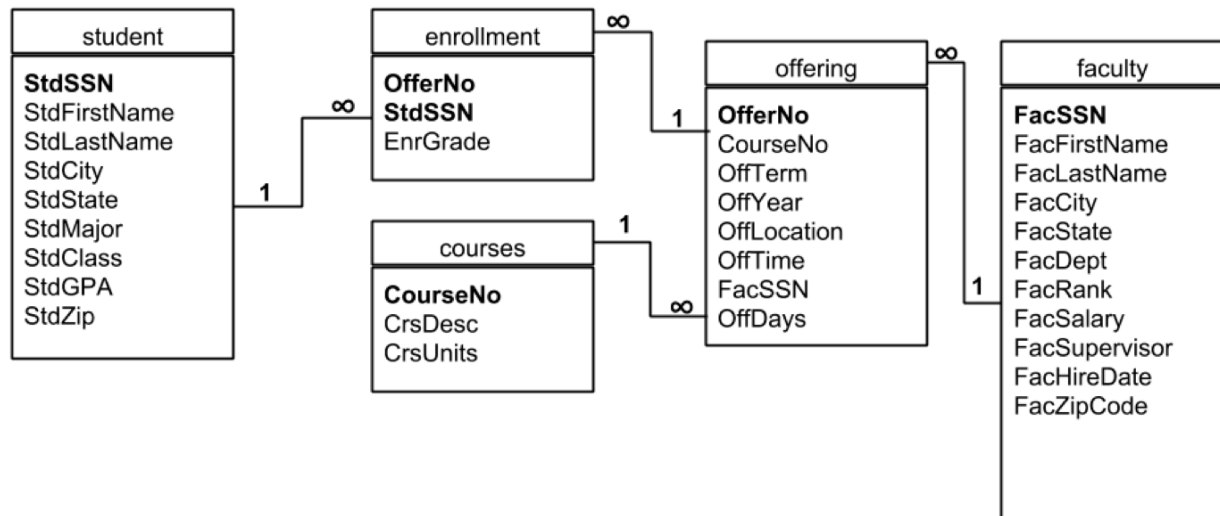 student
StdSSN
StdFirstName
StdLastName
StdCity
StdState
StdMajor
StdClass
StdGPA
StdZip
1
∞
enrollment
OfferNo
StdSSN
EnrGrade
∞
1
courses
CourseNo
CrsDesc
CrsUnits
1
∞
offering
OfferNo
CourseNo
OffTerm
OffYear
OffLocation
OffTime
FacSSN
OffDays
∞
1
faculty
FacSSN
FacFirstName
FacLastName
FacCity
FacState
FacDept
FacRank
FacSalary
FacSupervisor
FacHireDate
FacZipCode